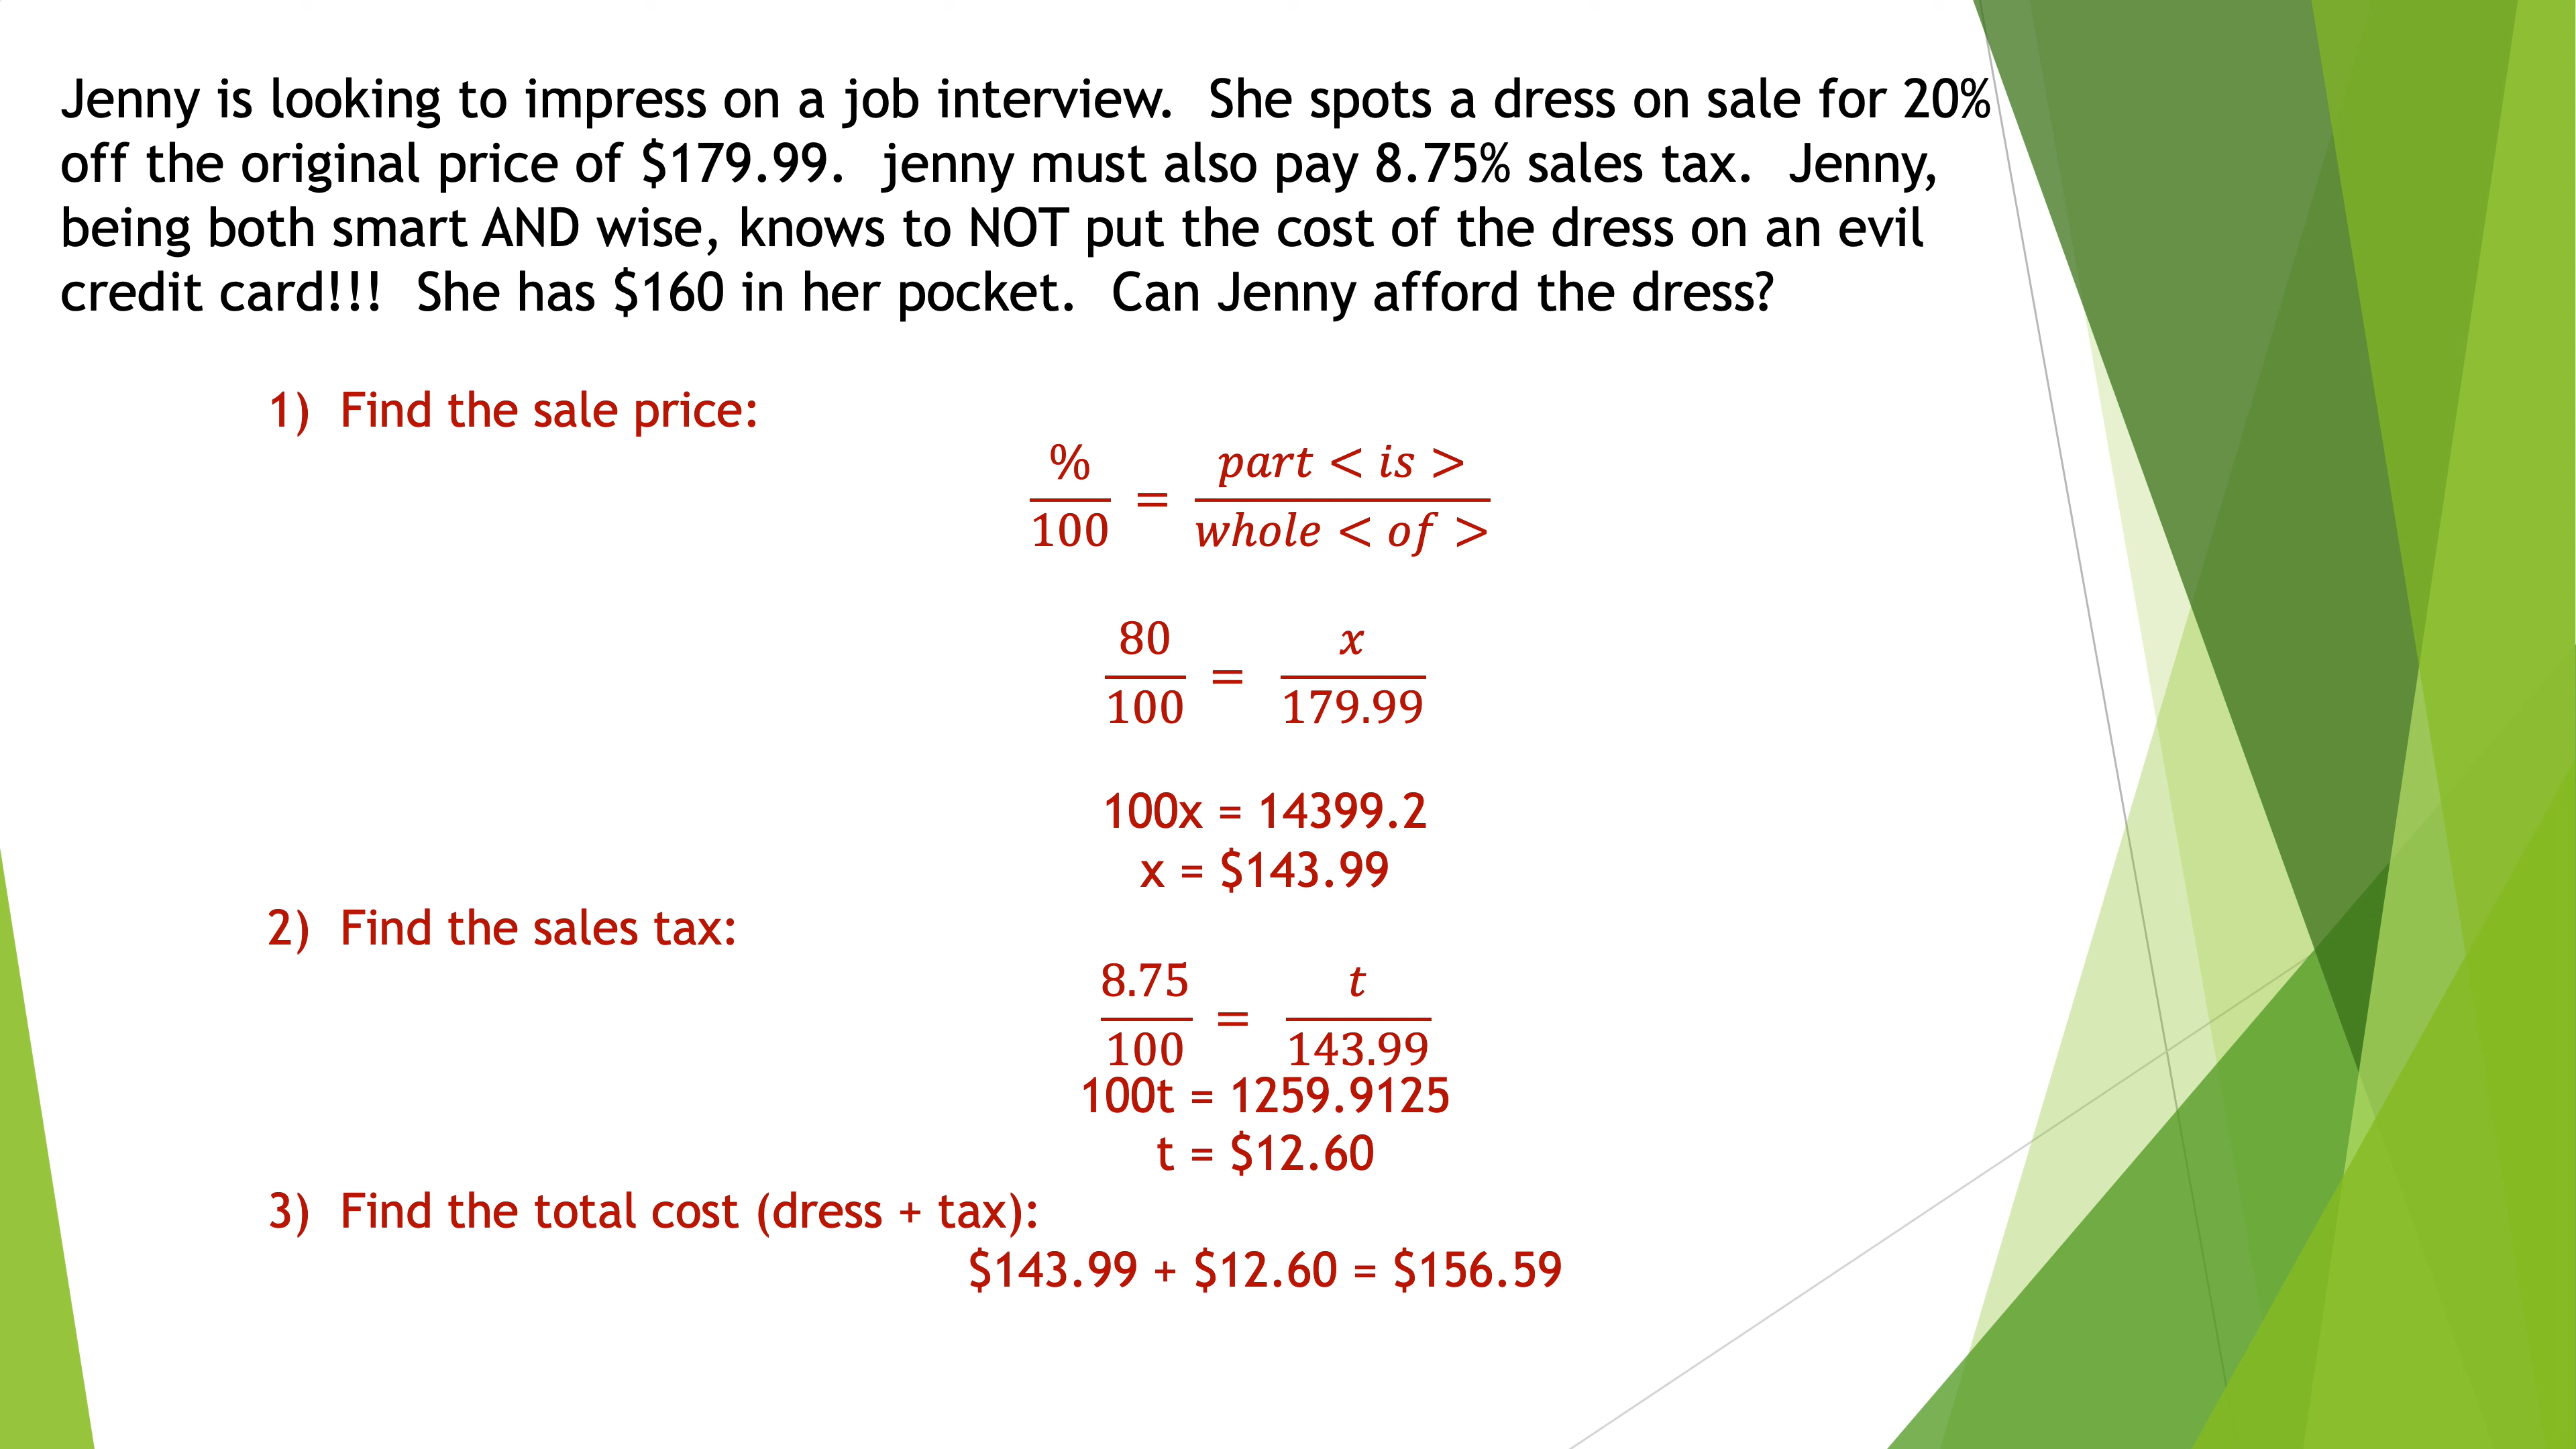 Jenny is looking to impress on a job interview.  She spots a dress on sale for 20%
off the original price of $179.99.  jenny must also pay 8.75% sales tax.  Jenny,
being both smart AND wise, knows to NOT put the cost of the dress on an evil
credit card!!!  She has $160 in her pocket.  Can Jenny afford the dress?
1)  Find the sale price:
%/100 = part < is >/whole < of >
80/100 = x/179.99
100x = 14399.2
x = $143.99
2)  Find the sales tax:
8.75/100 = t/143.99
100t = 1259.9125
t = $12.60
3)  Find the total cost (dress + tax):
$143.99 + $12.60 = $156.59